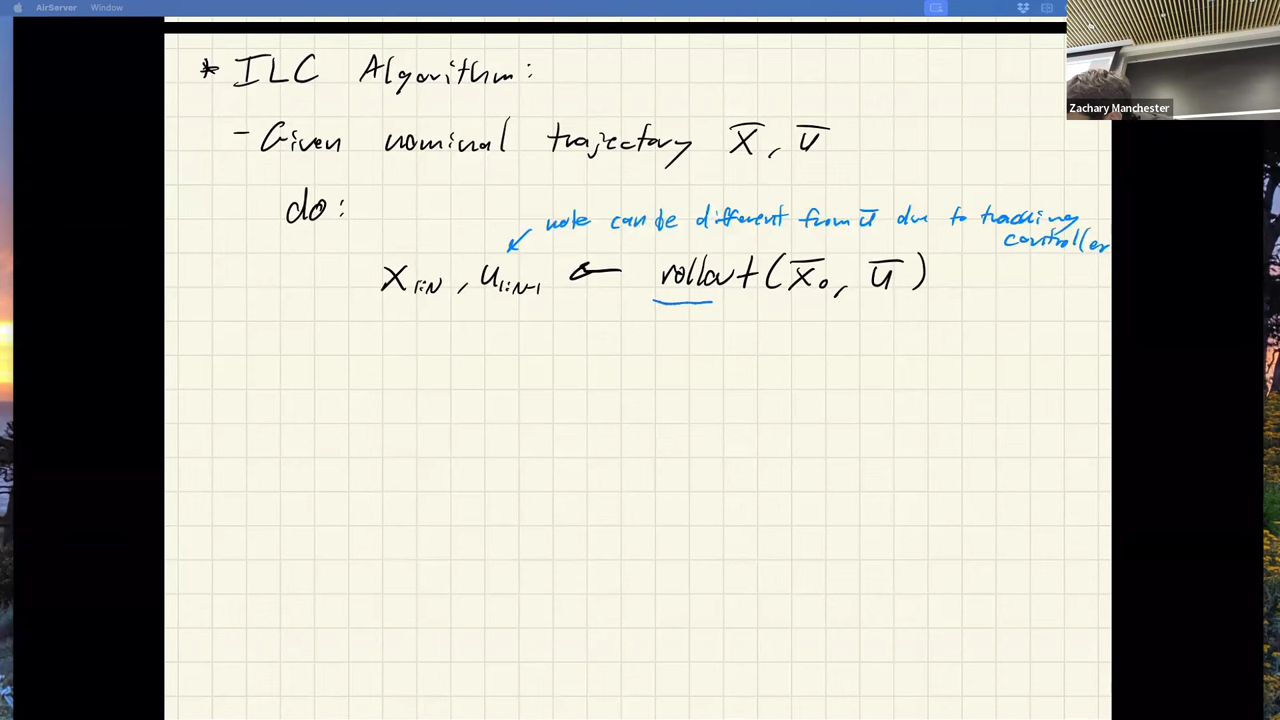 AirServer Window
Zachary Manchester
* ILC Algorithm:
- Given nominal trajectory x̄, ū
do:
note can be different from ū due to tracking
controller
x₁:N, u₁:N-1 ← rollout(x̄₀, ū)